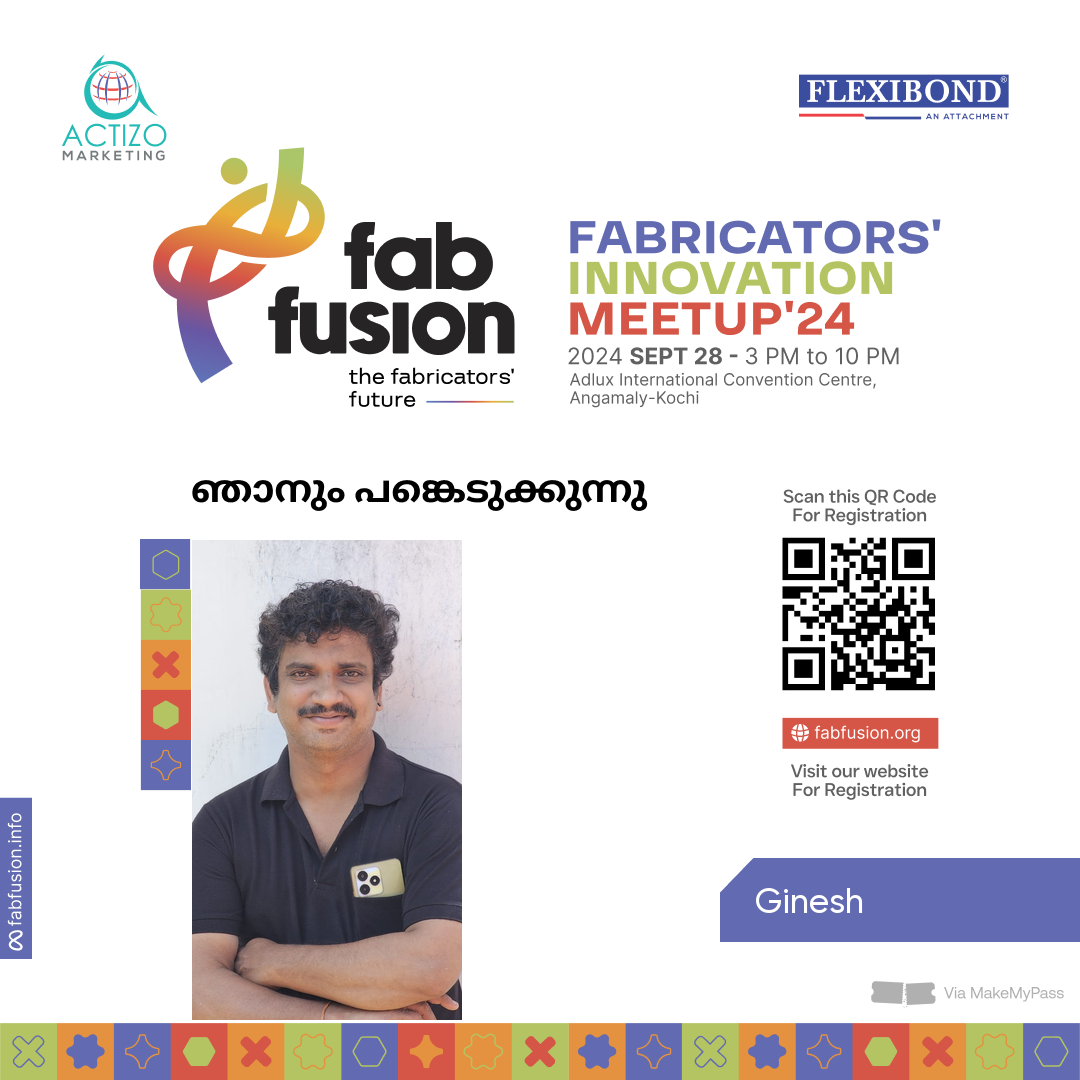 ACTIZO
MARKETING
FLEXIBOND®
AN ATTACHMENT
fab
fusion
the fabricators'
future
FABRICATORS'
INNOVATION
MEETUP'24
2024 SEPT 28 - 3 PM to 10 PM
Adlux International Convention Centre,
Angamaly-Kochi
ഞാനും പങ്കെടുക്കുന്നു
Scan this QR Code
For Registration
fabfusion.org
Visit our website
For Registration
fabfusion.info
Ginesh
Via MakeMyPass